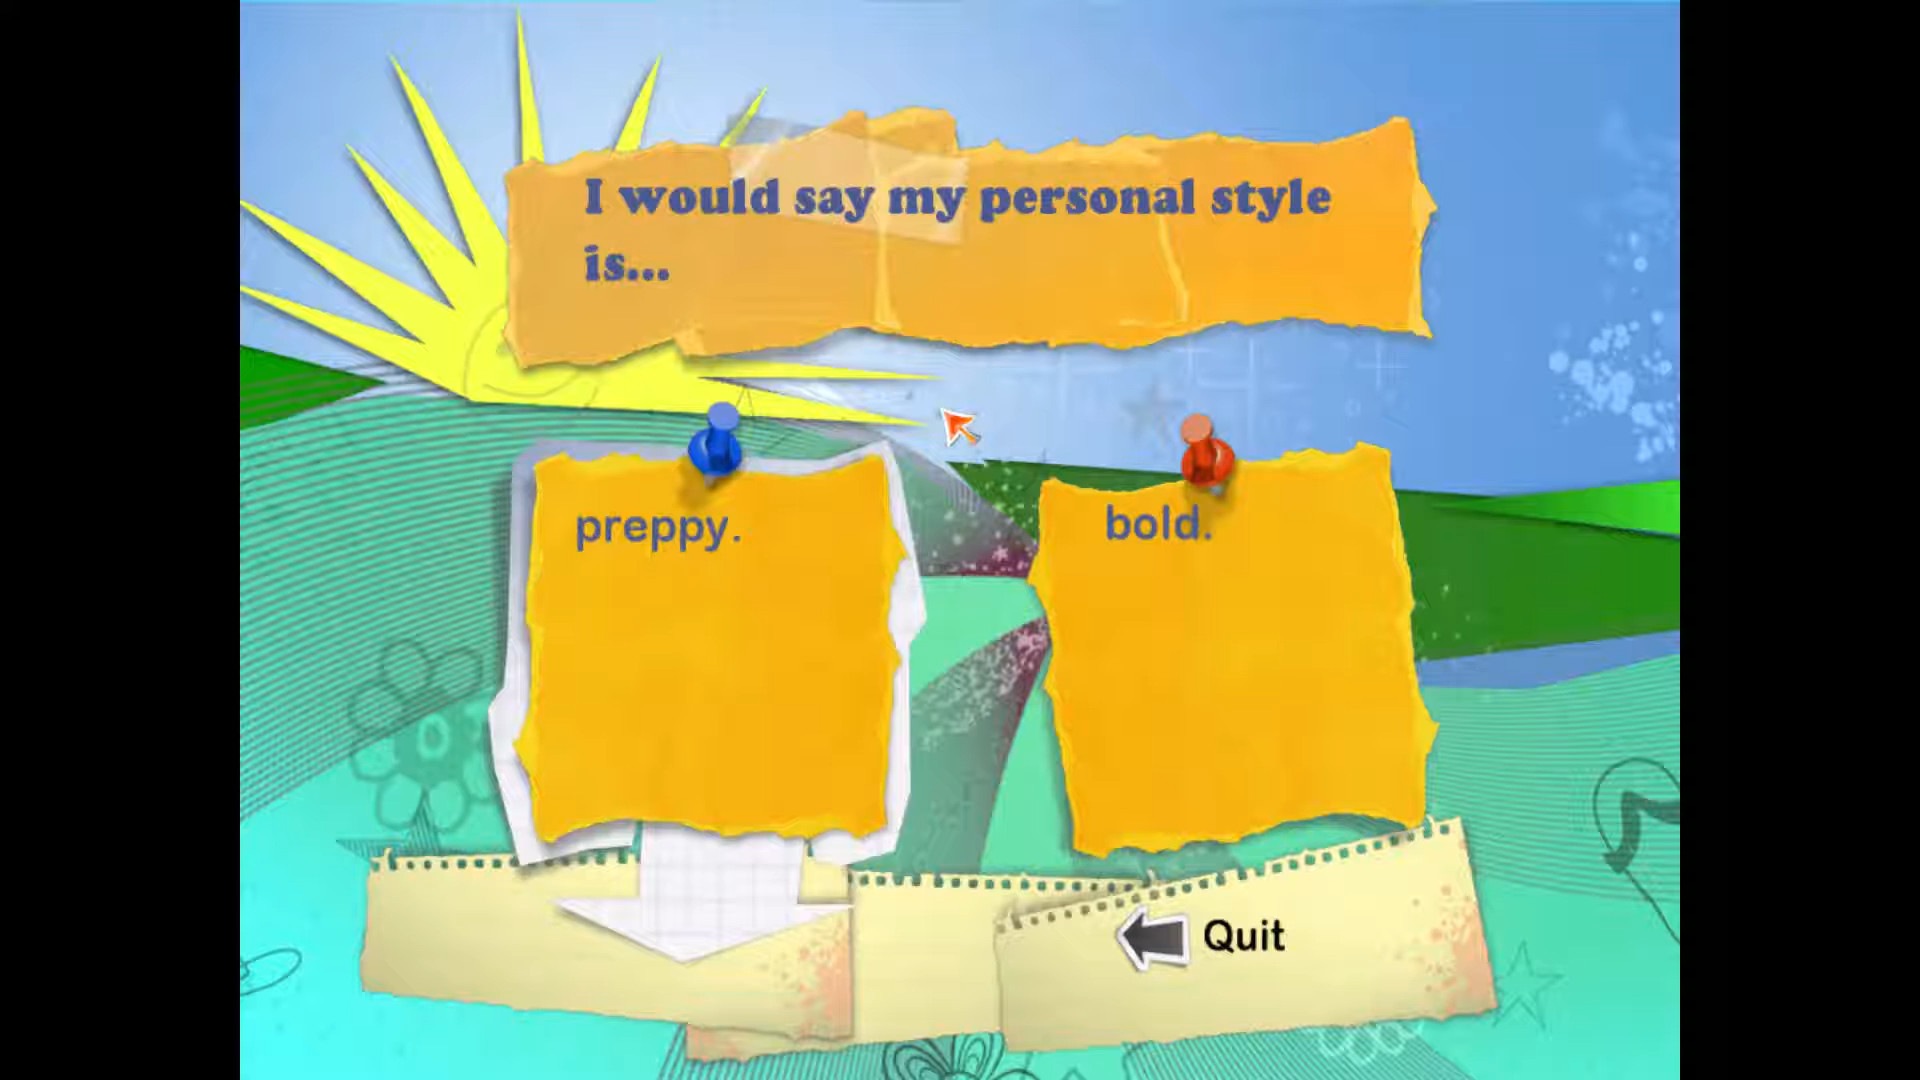 I would say my personal style
is...
preppy.
bold.
Quit